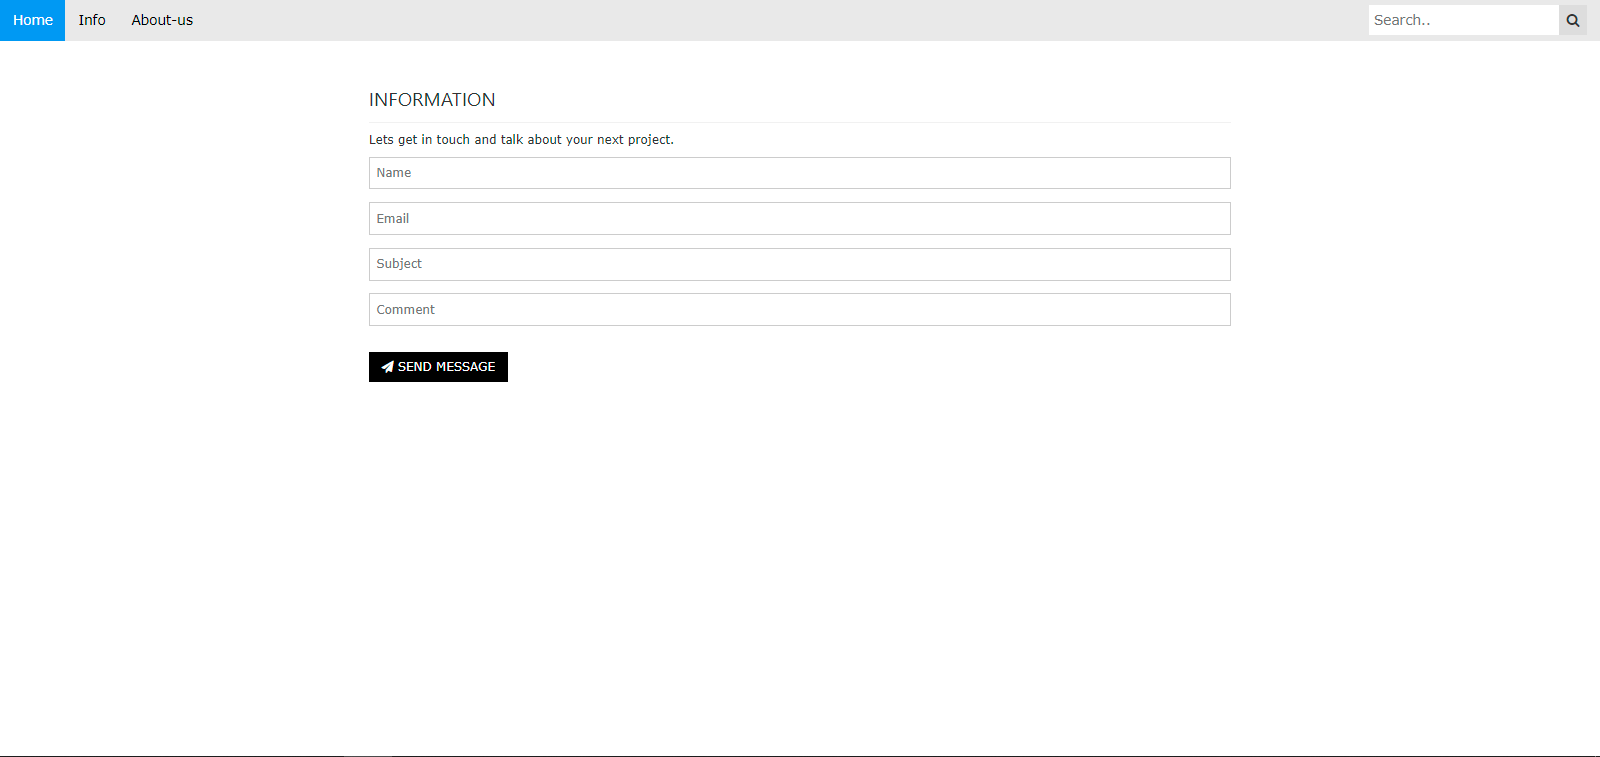 Home Info About-us Search..
INFORMATION
Lets get in touch and talk about your next project.
Name
Email
Subject
Comment
SEND MESSAGE